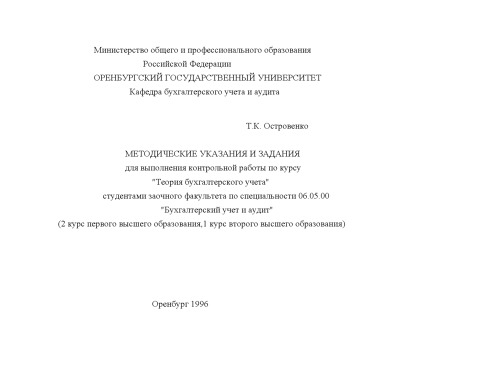 Министерство общего и профессионального образования
Российской Федерации
ОРЕНБУРГСКИЙ ГОСУДАРСТВЕННЫЙ УНИВЕРСИТЕТ
Кафедра бухгалтерского учета и аудита
Т.К. Островенко
МЕТОДИЧЕСКИЕ УКАЗАНИЯ И ЗАДАНИЯ
для выполнения контрольной работы по курсу
"Теория бухгалтерского учета"
студентами заочного факультета по специальности 06.05.00
"Бухгалтерский учет и аудит"
(2 курс первого высшего образования,1 курс второго высшего образования)
Оренбург 1996